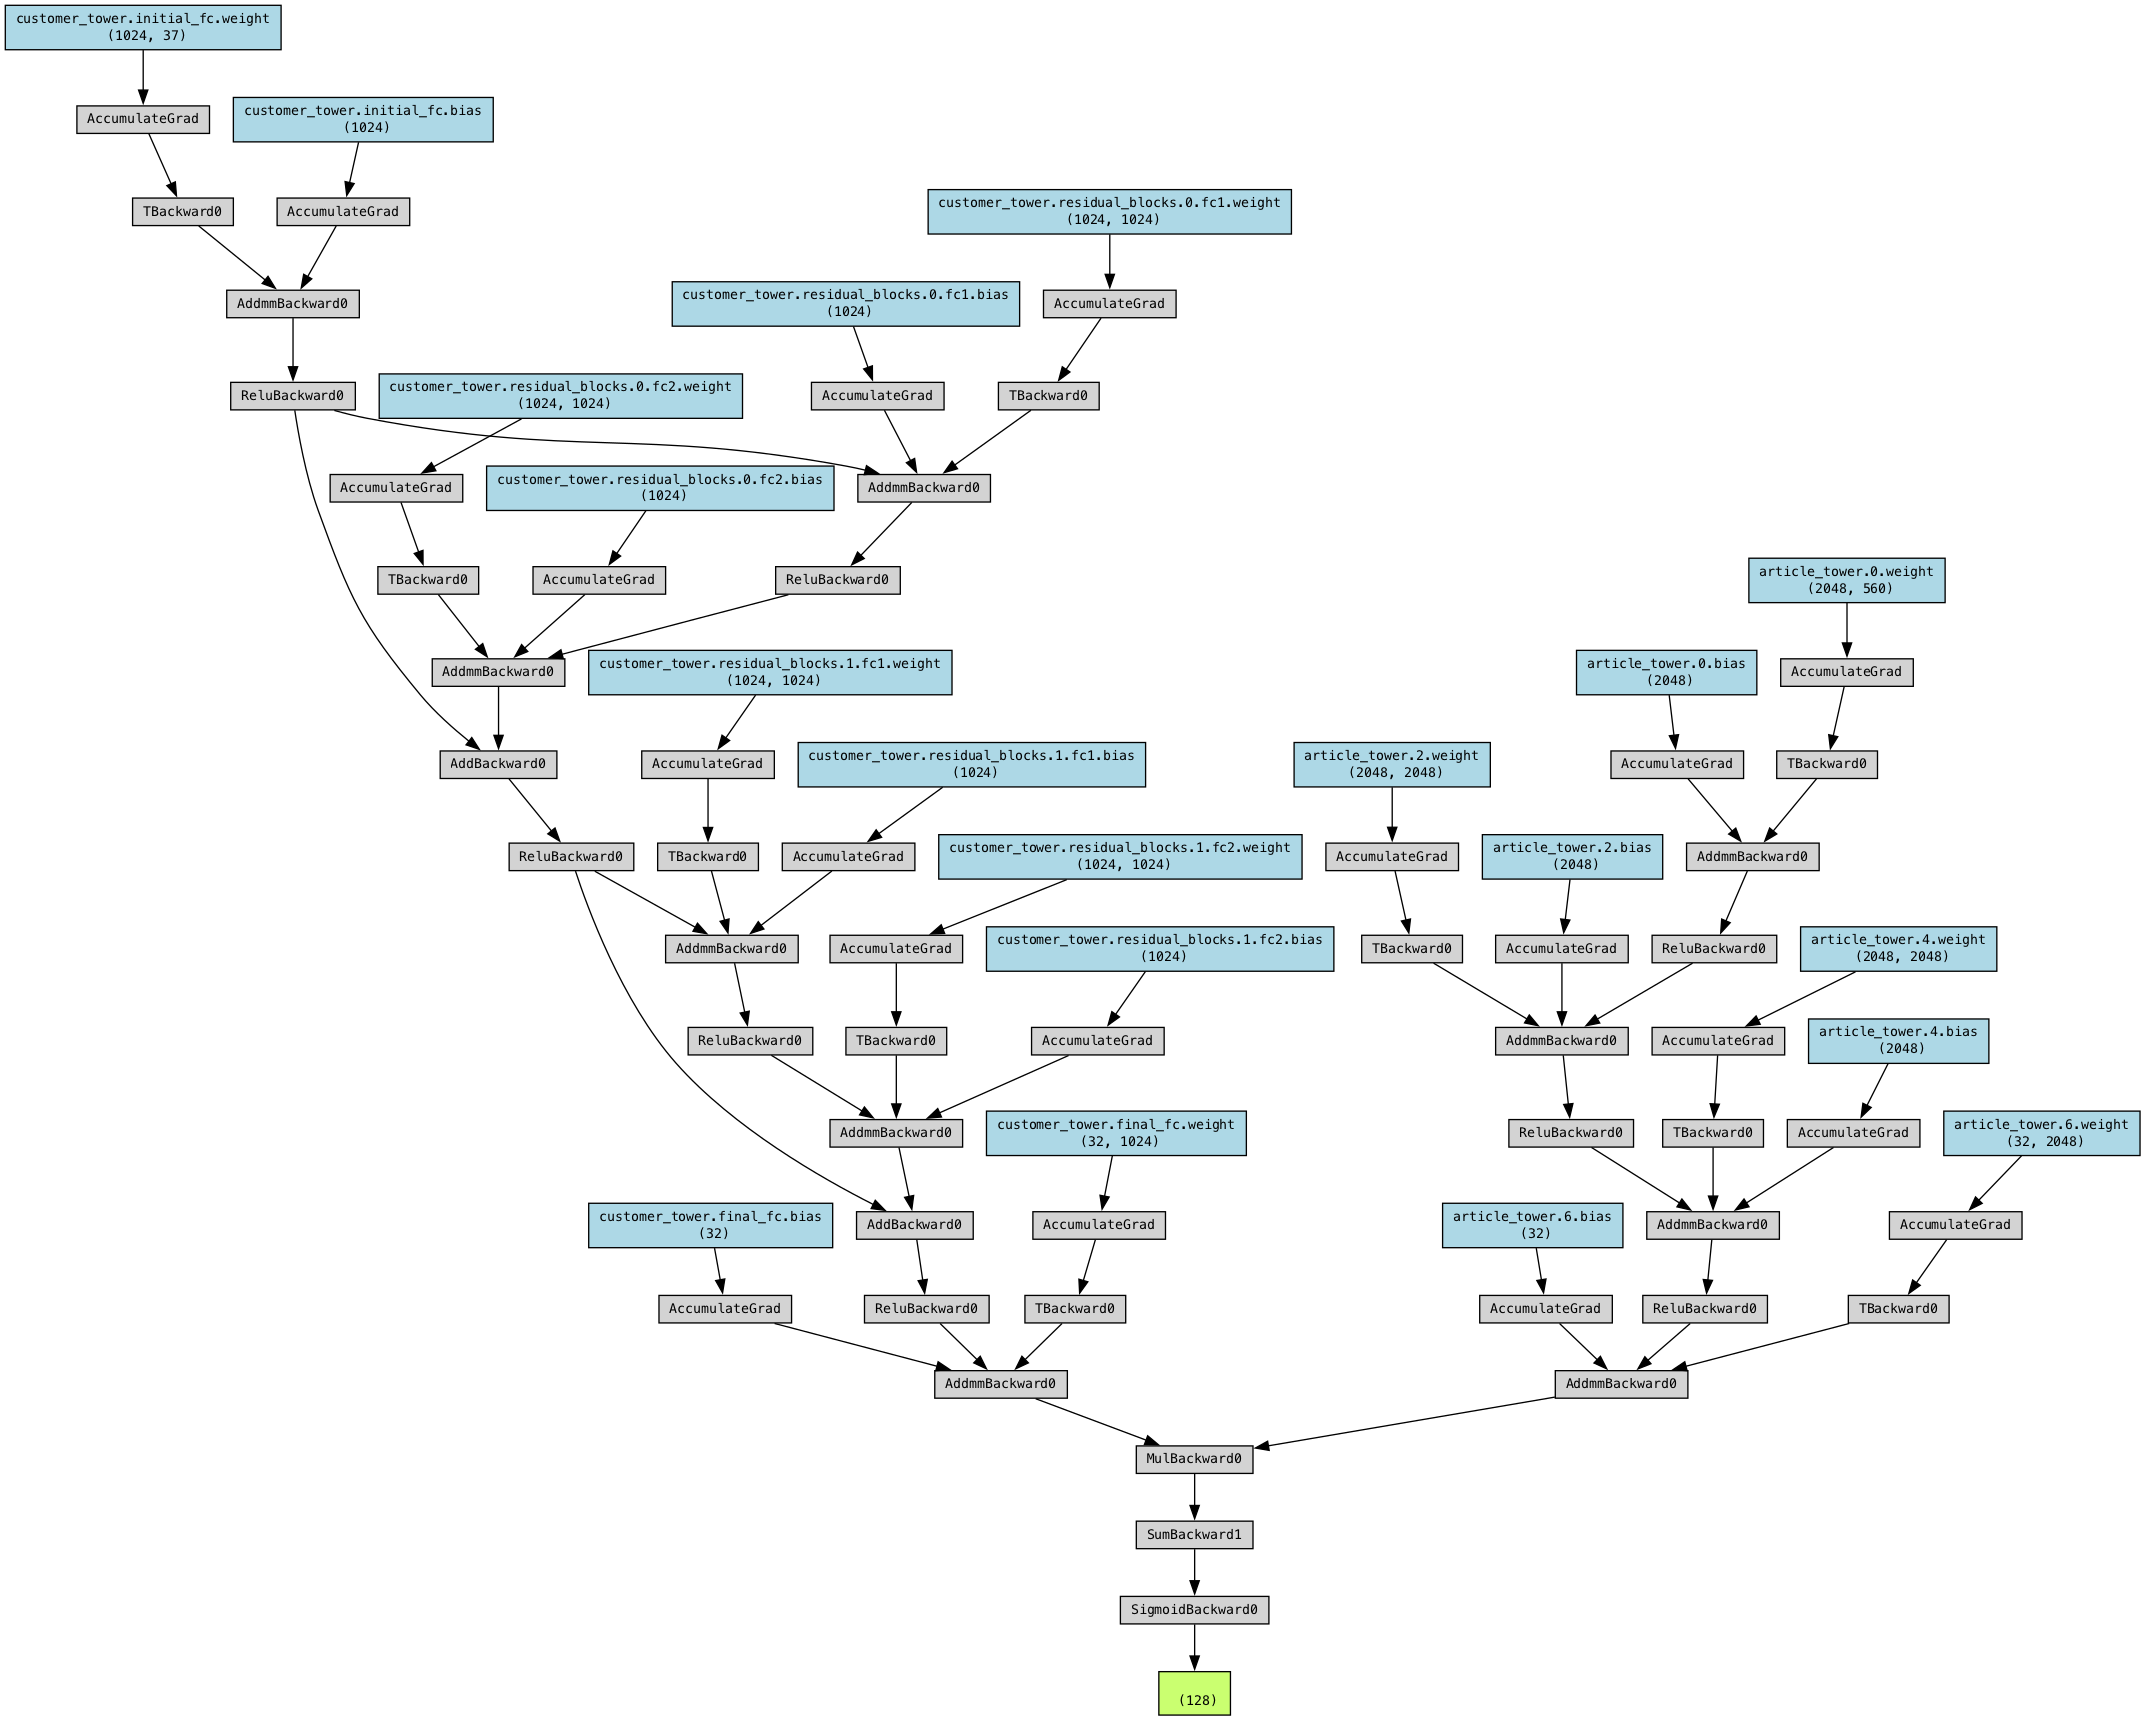 customer_tower.initial_fc.weight
(1024, 37)
AccumulateGrad
customer_tower.initial_fc.bias
(1024)
TBackward0
AccumulateGrad
customer_tower.residual_blocks.0.fc1.weight
(1024, 1024)
AddmmBackward0
customer_tower.residual_blocks.0.fc1.bias
(1024)
AccumulateGrad
ReluBackward0
customer_tower.residual_blocks.0.fc2.weight
(1024, 1024)
AccumulateGrad
TBackward0
AccumulateGrad
customer_tower.residual_blocks.0.fc2.bias
(1024)
AddmmBackward0
TBackward0
AccumulateGrad
ReluBackward0
article_tower.0.weight
(2048, 560)
AddmmBackward0
customer_tower.residual_blocks.1.fc1.weight
(1024, 1024)
article_tower.0.bias
(2048)
AccumulateGrad
AddBackward0
AccumulateGrad
customer_tower.residual_blocks.1.fc1.bias
(1024)
article_tower.2.weight
(2048, 2048)
AccumulateGrad
TBackward0
ReluBackward0
TBackward0
AccumulateGrad
customer_tower.residual_blocks.1.fc2.weight
(1024, 1024)
AccumulateGrad
article_tower.2.bias
(2048)
AddmmBackward0
AddmmBackward0
AccumulateGrad
customer_tower.residual_blocks.1.fc2.bias
(1024)
TBackward0
AccumulateGrad
ReluBackward0
article_tower.4.weight
(2048, 2048)
ReluBackward0
TBackward0
AccumulateGrad
AddmmBackward0
AccumulateGrad
article_tower.4.bias
(2048)
AddmmBackward0
customer_tower.final_fc.weight
(32, 1024)
ReluBackward0
TBackward0
AccumulateGrad
article_tower.6.weight
(32, 2048)
customer_tower.final_fc.bias
(32)
AddBackward0
AccumulateGrad
article_tower.6.bias
(32)
AddmmBackward0
AccumulateGrad
AccumulateGrad
ReluBackward0
TBackward0
AccumulateGrad
ReluBackward0
TBackward0
AddmmBackward0
AddmmBackward0
MulBackward0
SumBackward1
SigmoidBackward0
(128)